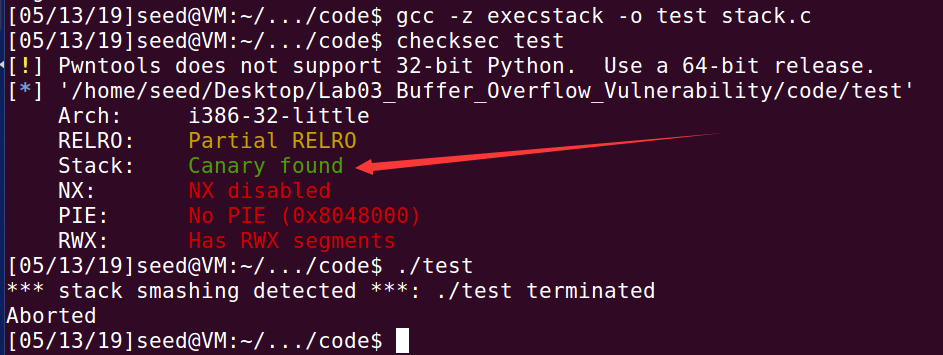 [05/13/19]seed@VM:~/.../code$ gcc -z execstack -o test stack.c
[05/13/19]seed@VM:~/.../code$ checksec test
[!] Pwntools does not support 32-bit Python.  Use a 64-bit release.
[*] '/home/seed/Desktop/Lab03_Buffer_Overflow_Vulnerability/code/test'
    Arch:     i386-32-little
    RELRO:    Partial RELRO
    Stack:    Canary found
    NX:       NX disabled
    PIE:      No PIE (0x8048000)
    RWX:      Has RWX segments
[05/13/19]seed@VM:~/.../code$ ./test
*** stack smashing detected ***: ./test terminated
Aborted
[05/13/19]seed@VM:~/.../code$